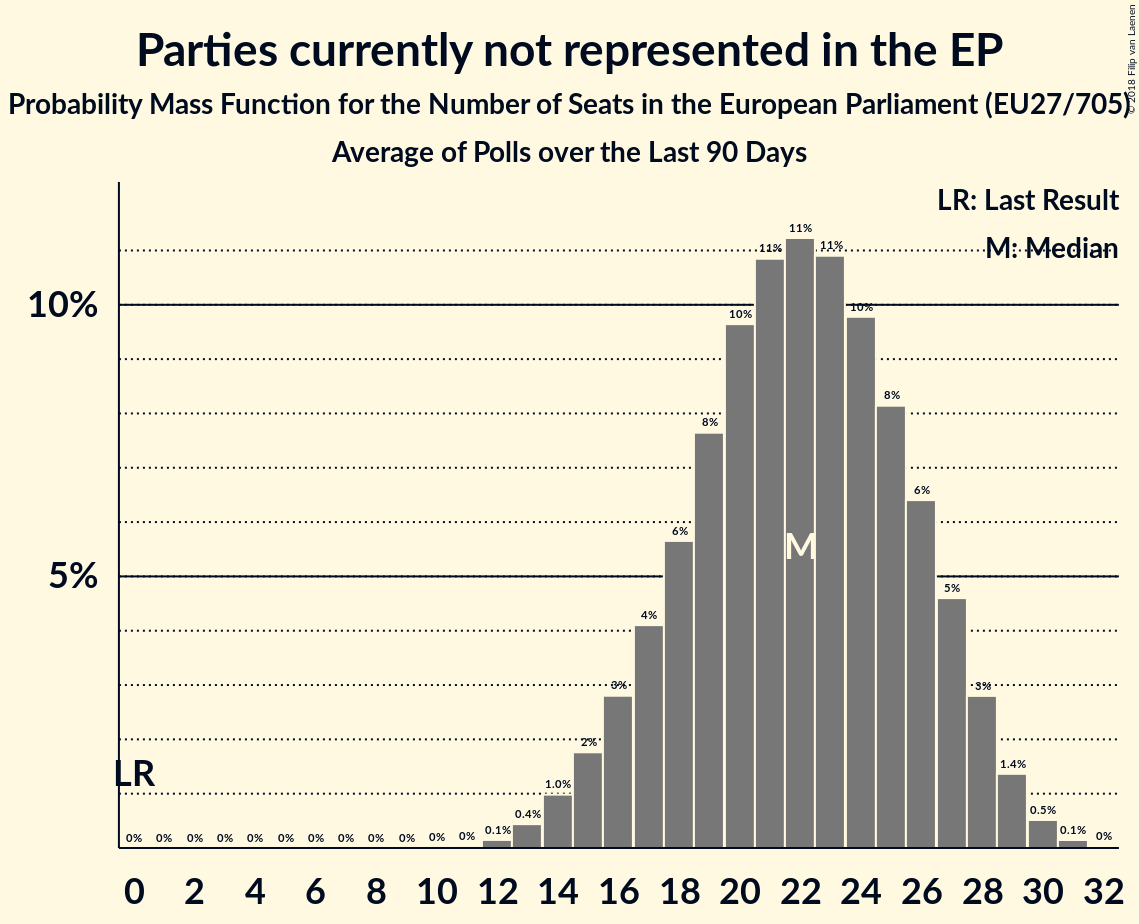 Parties currently not represented in the EP
Probability Mass Function for the Number of Seats in the European Parliament (EU27/705)
Average of Polls over the Last 90 Days
© 2018 Filip van Laenen
LR: Last Result
M: Median
10%
5%
LR
M
0% 0% 0% 0% 0% 0% 0% 0% 0% 0% 0% 0% 0.1% 0.4% 1.0% 2% 3% 4% 6% 8% 10% 11% 11% 11% 10% 8% 6% 5% 3% 1.4% 0.5% 0.1% 0%
0 2 4 6 8 10 12 14 16 18 20 22 24 26 28 30 32